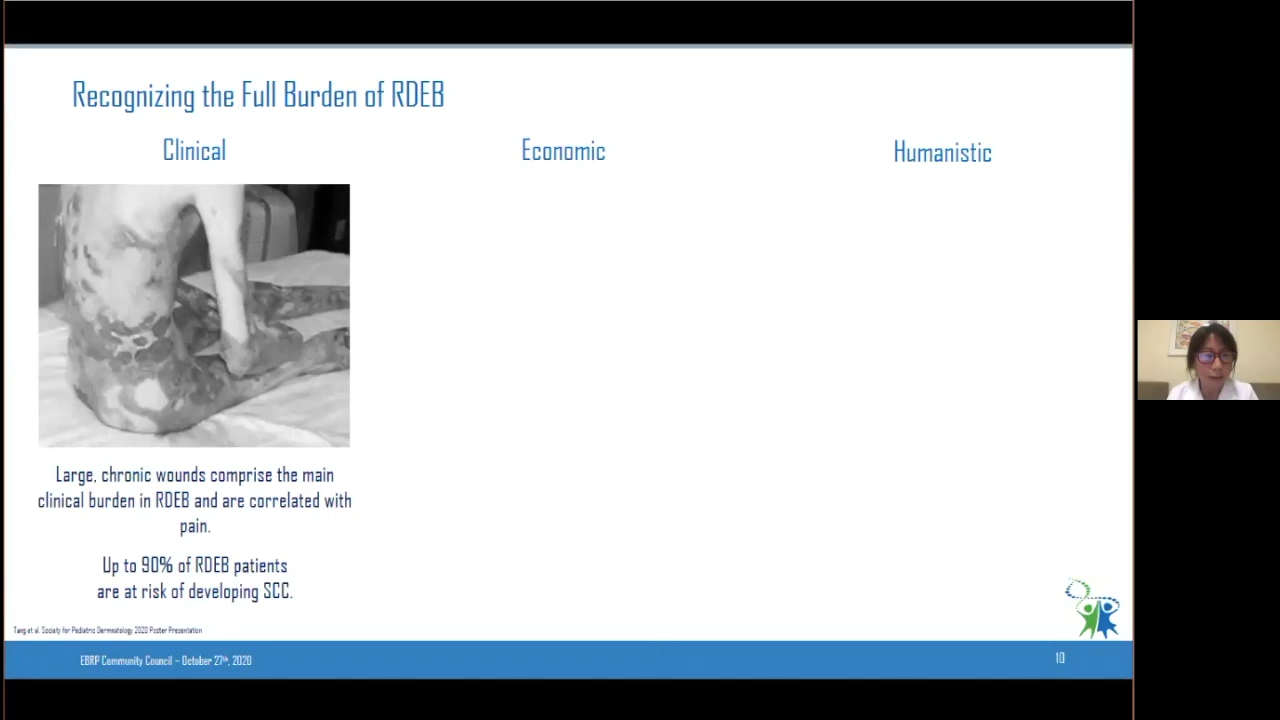 Recognizing the Full Burden of RDEB
Clinical
Economic
Humanistic
Large, chronic wounds comprise the main
clinical burden in RDEB and are correlated with
pain.
Up to 90% of RDEB patients
are at risk of developing SCC.
Tang et al. Society for Pediatric Dermatology 2020 Poster Presentation
EBRP Community Council – October 27th, 2020
10